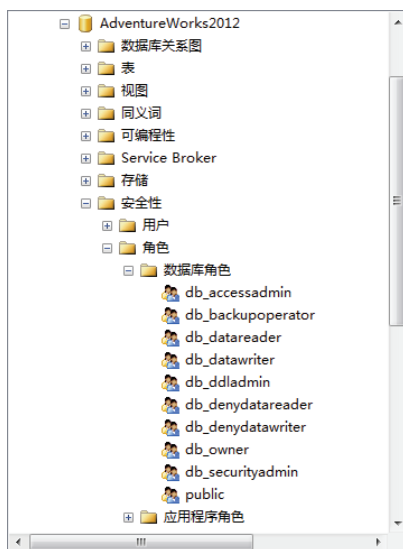 AdventureWorks2012
数据库关系图
表
视图
同义词
可编程性
Service Broker
存储
安全性
用户
角色
数据库角色
db_accessadmin
db_backupoperator
db_datareader
db_datawriter
db_ddladmin
db_denydatareader
db_denydatawriter
db_owner
db_securityadmin
public
应用程序角色